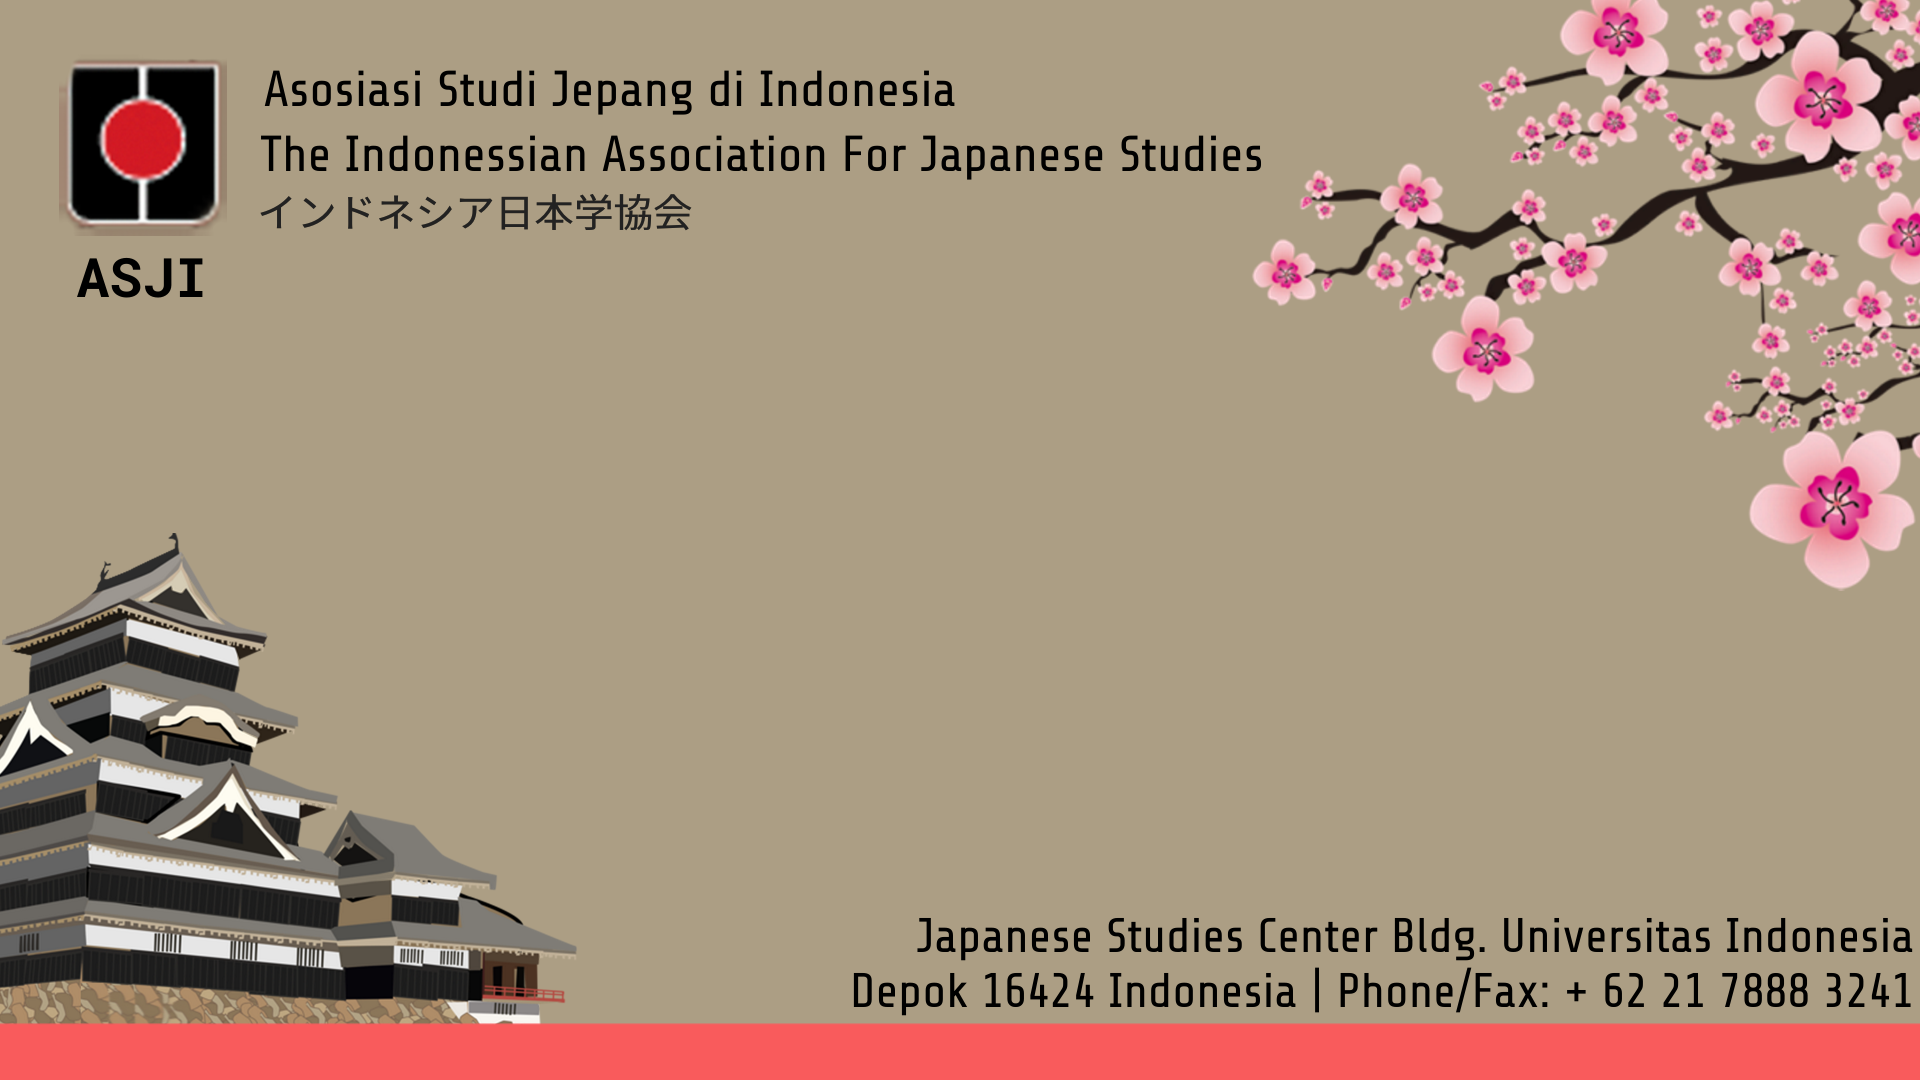 Asosiasi Studi Jepang di Indonesia
The Indonessian Association For Japanese Studies
インドネシア日本学協会
ASJI
Japanese Studies Center Bldg. Universitas Indonesia
Depok 16424 Indonesia | Phone/Fax: + 62 21 7888 3241